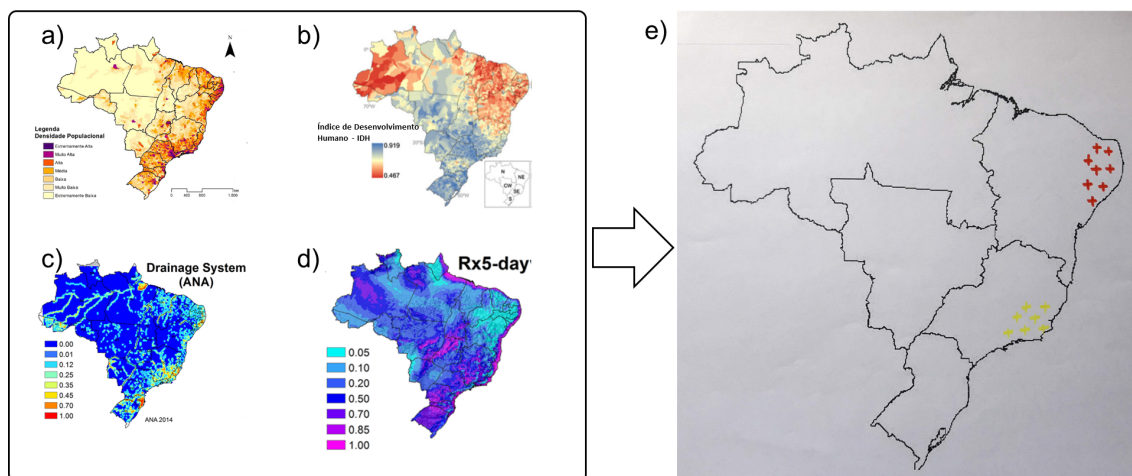 a)
N
Legenda
Densidade Populacional
Extremamente Alta
Muito Alta
Alta
Media
Baixa
Muito Baixa
Extremamente Baixa
b)
Índice de Desenvolvimento
Humano - IDH
0.919
0.467
N
NE
CW
SE
S
c)
Drainage System
(ANA)
0.00
0.01
0.12
0.25
0.35
0.45
0.70
1.00
ANA 2014
d)
Rx5-day
0.05
0.10
0.20
0.50
0.70
0.85
1.00
e)